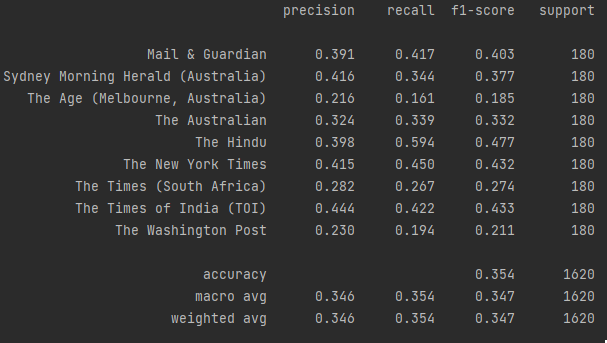 precision recall f1-score support
Mail & Guardian 0.391 0.417 0.403 180
Sydney Morning Herald (Australia) 0.416 0.344 0.377 180
The Age (Melbourne, Australia) 0.216 0.161 0.185 180
The Australian 0.324 0.339 0.332 180
The Hindu 0.398 0.594 0.477 180
The New York Times 0.415 0.450 0.432 180
The Times (South Africa) 0.282 0.267 0.274 180
The Times of India (TOI) 0.444 0.422 0.433 180
The Washington Post 0.230 0.194 0.211 180
accuracy 0.354 1620
macro avg 0.346 0.354 0.347 1620
weighted avg 0.346 0.354 0.347 1620